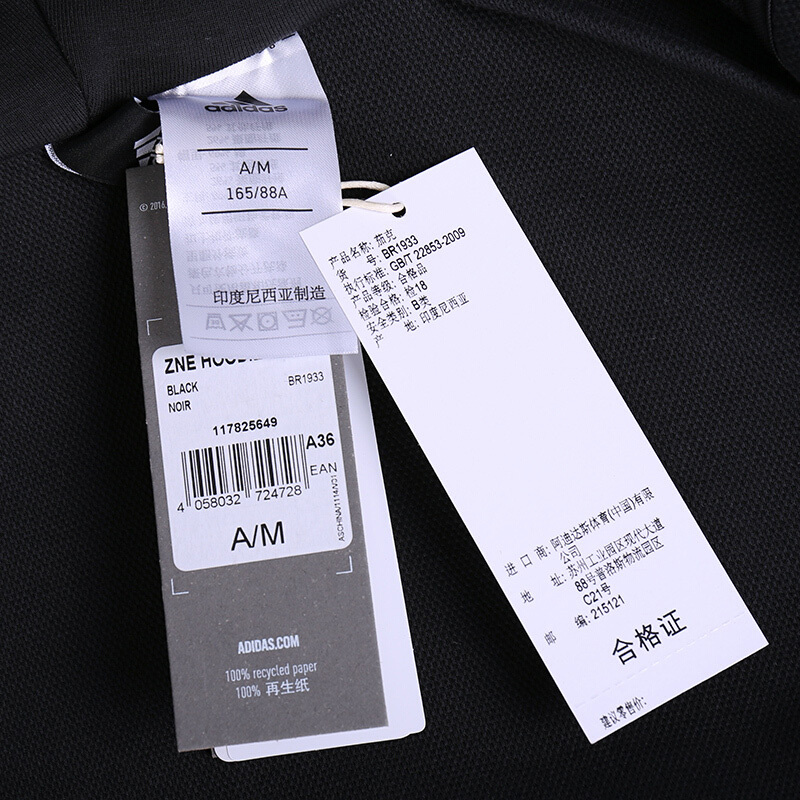 adidas
A/M
165/88A
印度尼西亚制造
© 2016
ZNE
BLACK
BR1933
NOIR
117825649
A36
EAN
4 058032 724728
ASCHINA/1114/V01
A/M
ADIDAS.COM
100% recycled paper
100% 再生纸
产品名称: 茄克
货 号: BR1933
执行标准: GB/T 22853-2009
产品等级: 合格品
检验合格: 检18
安全类别: B类
产 地: 印度尼西亚
进 口 商: 阿迪达斯体育(中国)有限
公司
地 址: 苏州工业园区现代大道
88号普洛斯物流园区
C21号
邮 编: 215121
合格证
建议零售价: